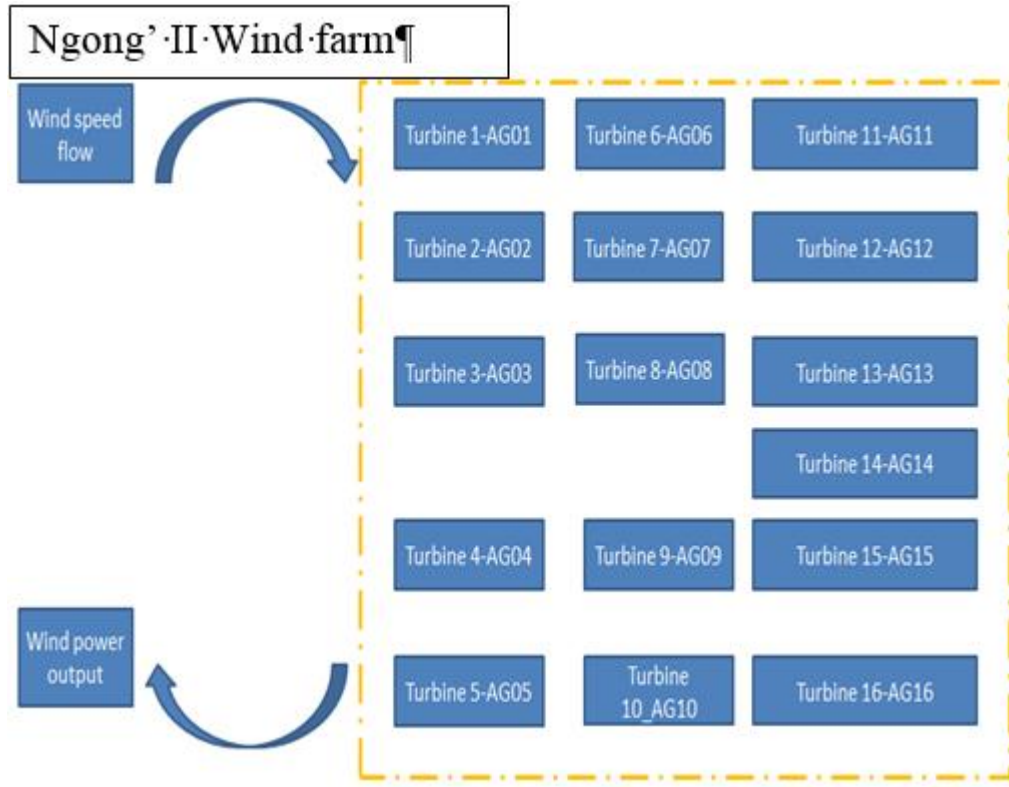 Ngong’·II·Wind·farm¶
Wind speed
flow
Turbine 1-AG01
Turbine 6-AG06
Turbine 11-AG11
Turbine 2-AG02
Turbine 7-AG07
Turbine 12-AG12
Turbine 3-AG03
Turbine 8-AG08
Turbine 13-AG13
Turbine 14-AG14
Turbine 4-AG04
Turbine 9-AG09
Turbine 15-AG15
Wind power
output
Turbine 5-AG05
Turbine
10_AG10
Turbine 16-AG16